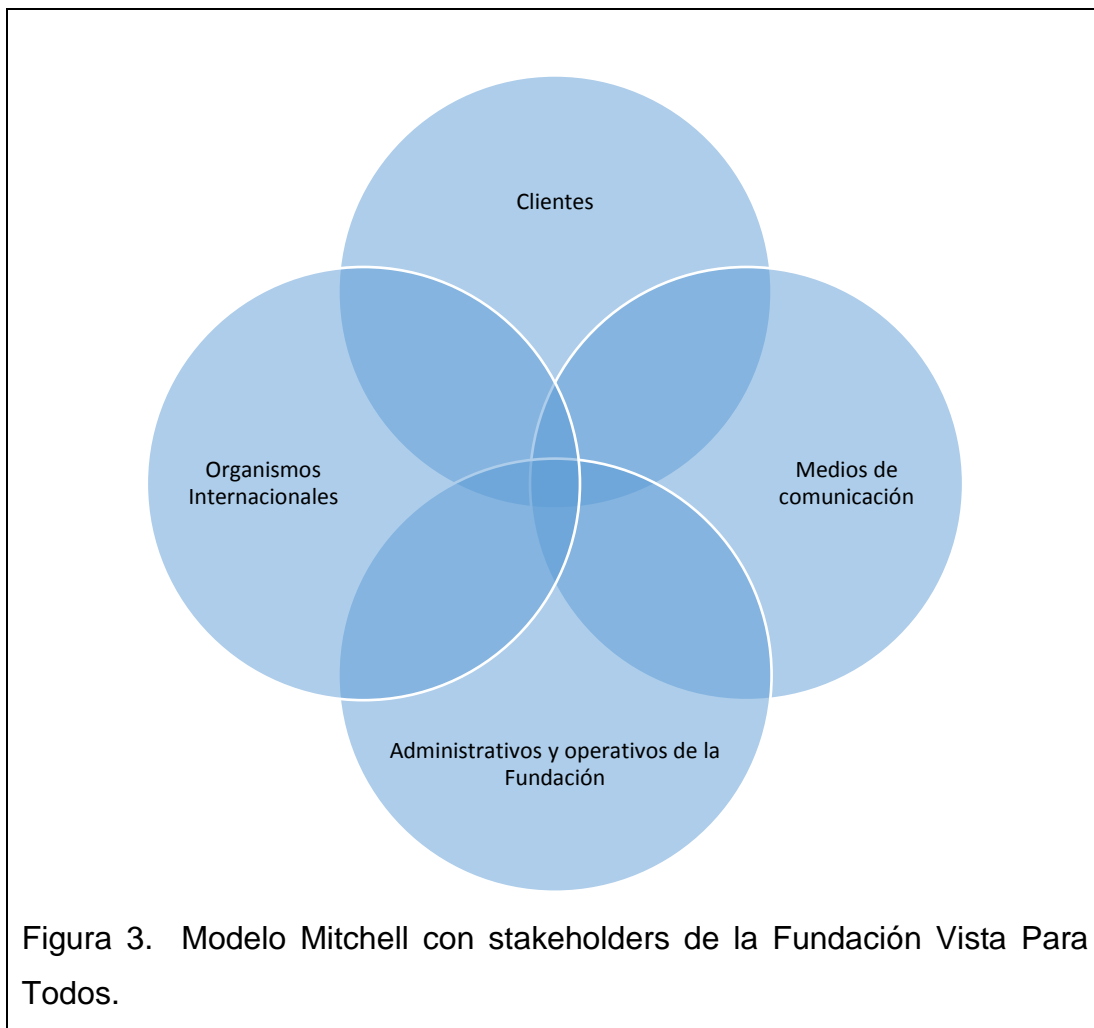 Clientes
Organismos
Internacionales
Medios de
comunicación
Administrativos y operativos de la
Fundación
Figura 3. Modelo Mitchell con stakeholders de la Fundación Vista Para
Todos.